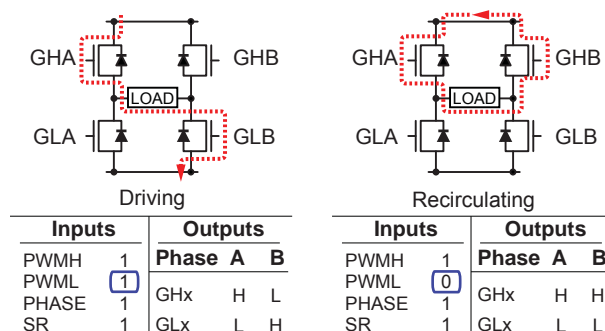 GHA GHB GHA GHB
LOAD LOAD
GLA GLB GLA GLB
Driving Recirculating
Inputs Outputs Inputs Outputs
PWMH 1 Phase A B PWMH 1 Phase A B
PWML 1 PWML 0
PHASE 1 GHx H L PHASE 1 GHx H H
SR 1 GLx L H SR 1 GLx L L